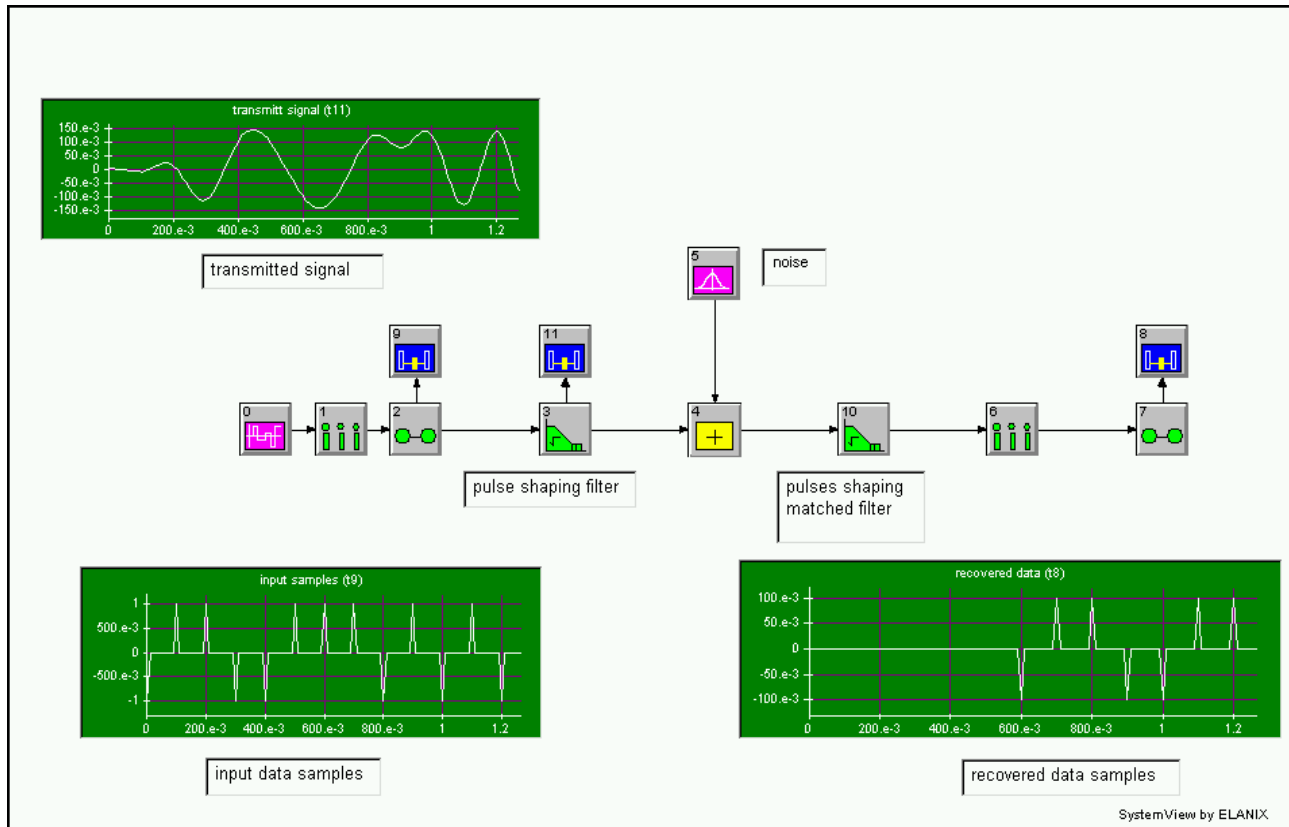 transmitt signal (t11)
150.e-3
100.e-3
50.e-3
0
-50.e-3
-100.e-3
-150.e-3
0 200.e-3 400.e-3 600.e-3 800.e-3 1 1.2
transmitted signal
5
noise
9
11
8
0
1
2
3
4
10
6
7
pulse shaping filter
pulses shaping
matched filter
input samples (t9)
1
500.e-3
0
-500.e-3
-1
0 200.e-3 400.e-3 600.e-3 800.e-3 1 1.2
input data samples
recovered data (t8)
100.e-3
50.e-3
0
-50.e-3
-100.e-3
0 200.e-3 400.e-3 600.e-3 800.e-3 1 1.2
recovered data samples
SystemView by ELANIX